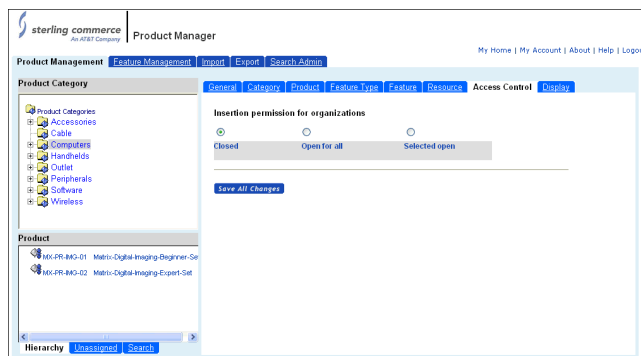 sterling commerce
An AT&T Company
Product Manager
My Home | My Account | About | Help | Logo
Product Management
Feature Management
Import
Export
Search Admin
Product Category
Product Categories
Accessories
Cable
Computers
Handhelds
Outlet
Peripherals
Software
Wireless
Product
MX-PR-IMG-01 Matrix-Digital-Imaging-Beginner-Se
MX-PR-IMG-02 Matrix-Digital-Imaging-Expert-Set
Hierarchy
Unassigned
Search
General
Category
Product
Feature Type
Feature
Resource
Access Control
Display
Insertion permission for organizations
Closed
Open for all
Selected open
Save All Changes